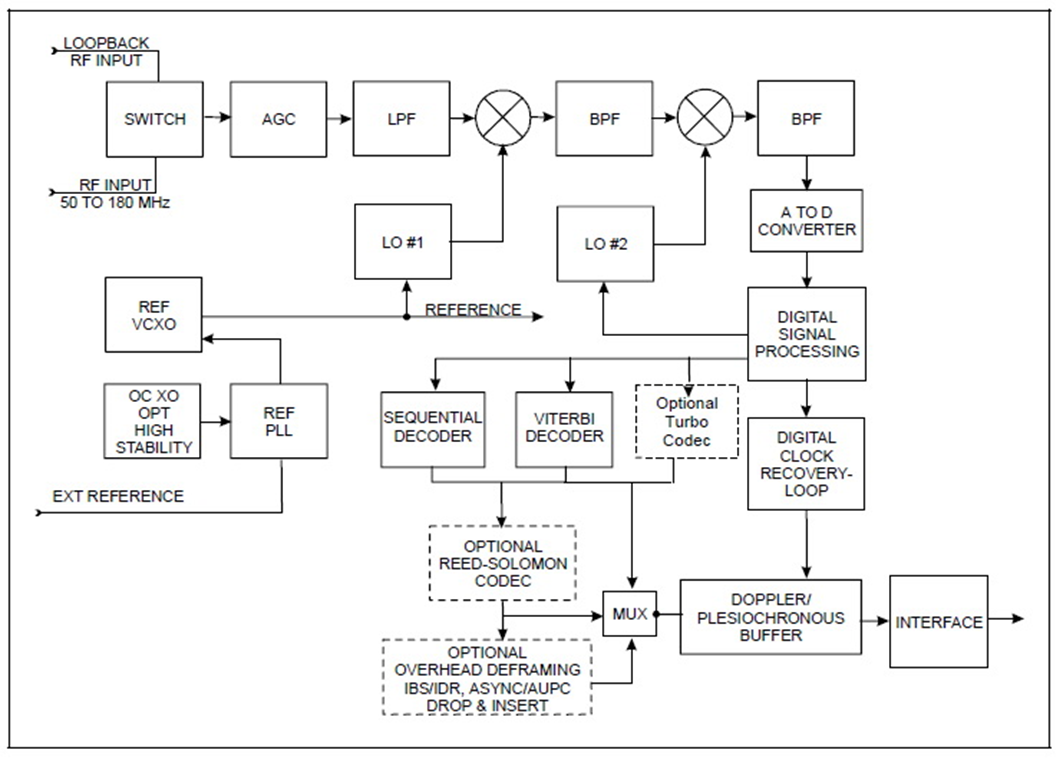 LOOPBACK
RF INPUT
SWITCH
AGC
LPF
BPF
BPF
RF INPUT
50 TO 180 MHz
LO #1
LO #2
A TO D
CONVERTER
REF
VCXO
REFERENCE
DIGITAL
SIGNAL
PROCESSING
OC XO
OPT
HIGH
STABILITY
REF
PLL
SEQUENTIAL
DECODER
VITERBI
DECODER
Optional
Turbo
Codec
DIGITAL
CLOCK
RECOVERY-
LOOP
EXT REFERENCE
OPTIONAL
REED-SOLOMON
CODEC
MUX
DOPPLER/
PLESIOCHRONOUS
BUFFER
INTERFACE
OPTIONAL
OVERHEAD DEFRAMING
IBS/IDR, ASYNC/AUPC
DROP & INSERT